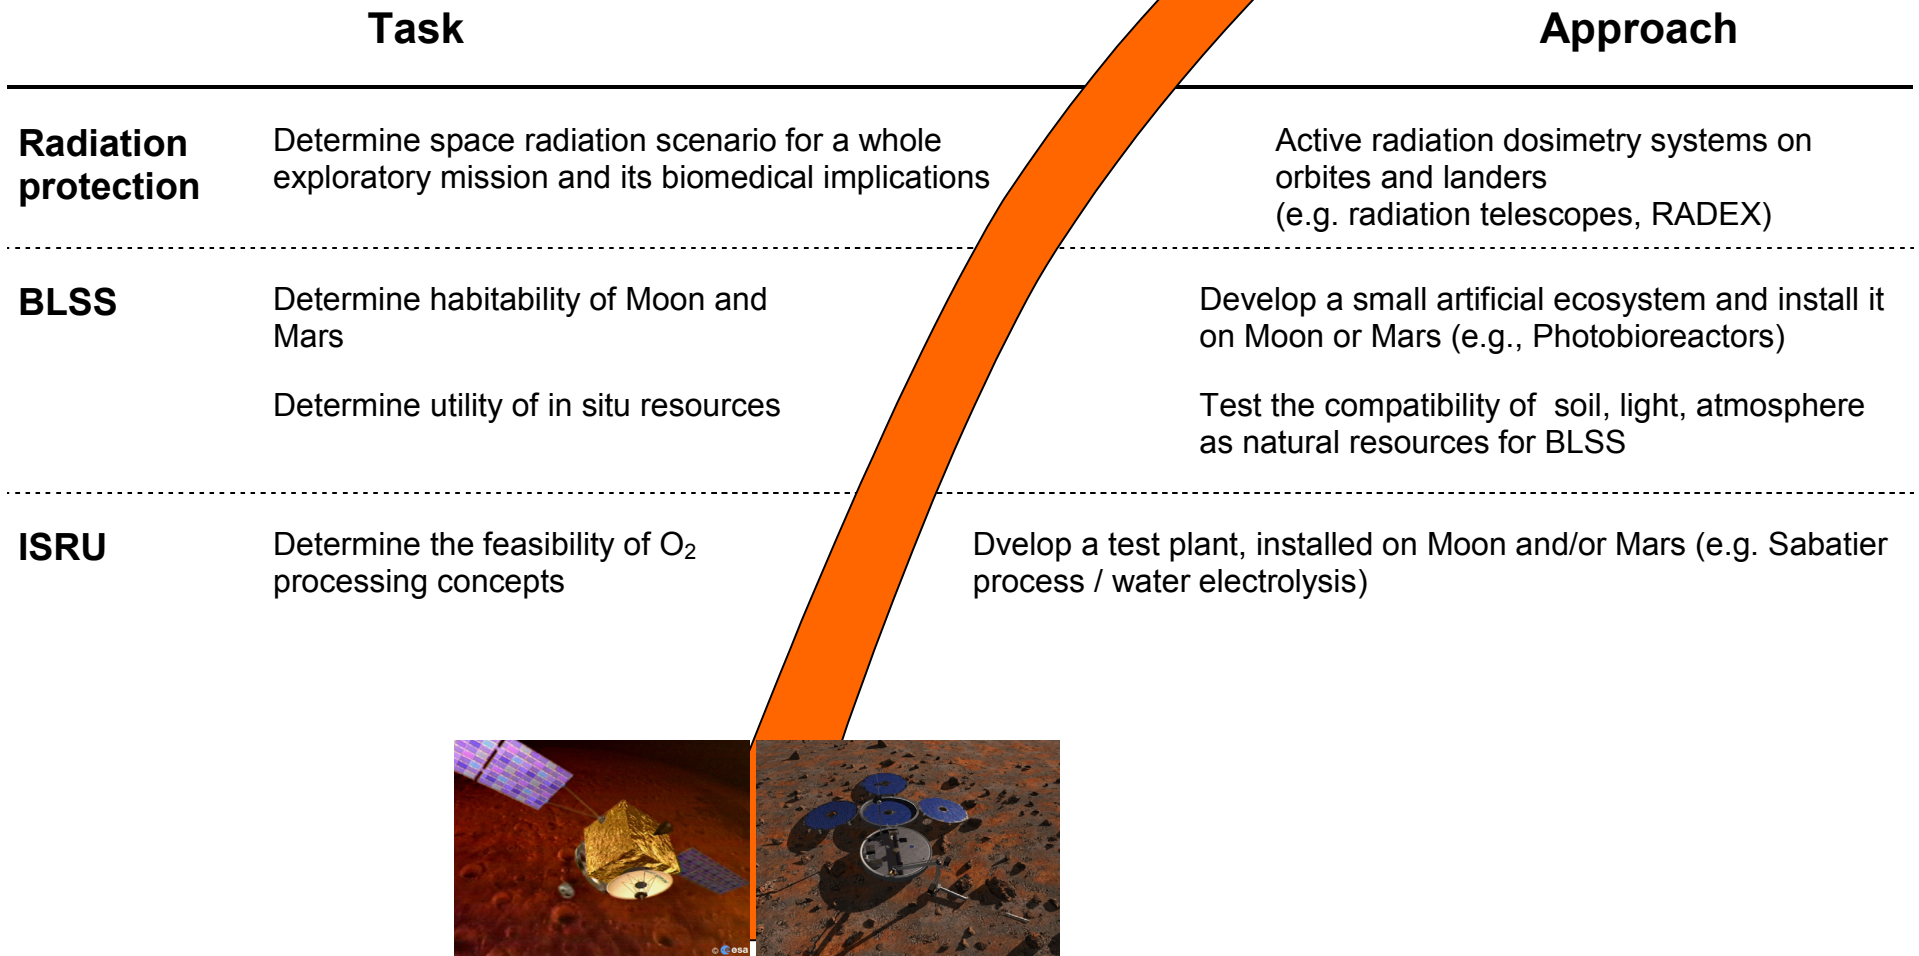 Task
Approach
Radiation
protection
Determine space radiation scenario for a whole
exploratory mission and its biomedical implications
Active radiation dosimetry systems on
orbites and landers
(e.g. radiation telescopes, RADEX)
BLSS
Determine habitability of Moon and
Mars
Develop a small artificial ecosystem and install it
on Moon or Mars (e.g., Photobioreactors)
Determine utility of in situ resources
Test the compatibility of  soil, light, atmosphere
as natural resources for BLSS
ISRU
Determine the feasibility of O₂
processing concepts
Dvelop a test plant, installed on Moon and/or Mars (e.g. Sabatier
process / water electrolysis)
© esa